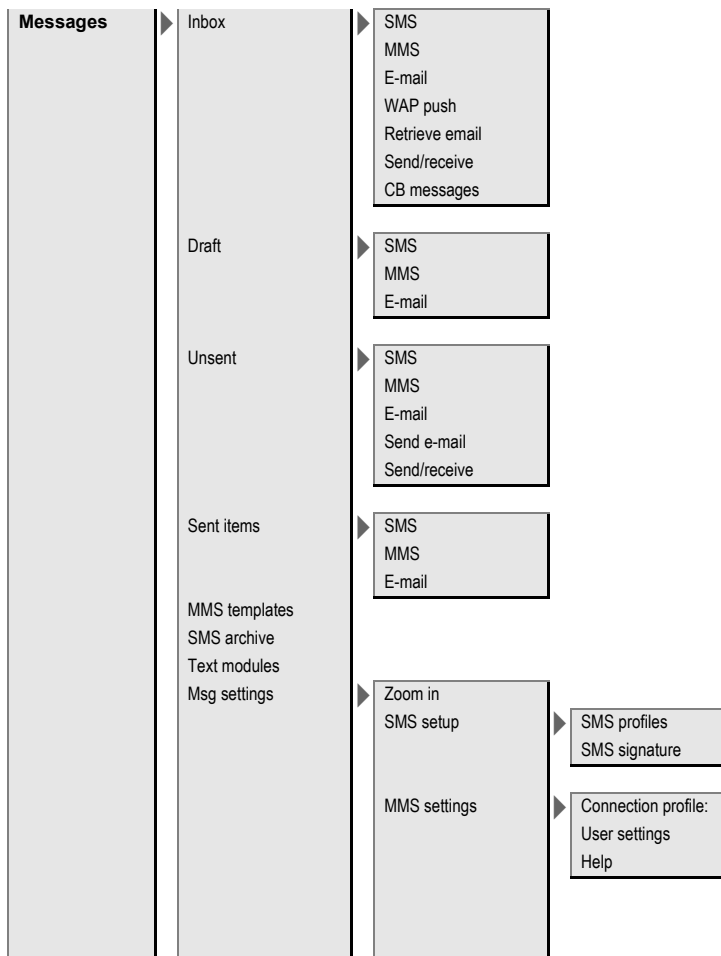 Messages
Inbox
SMS
MMS
E-mail
WAP push
Retrieve email
Send/receive
CB messages
Draft
SMS
MMS
E-mail
Unsent
SMS
MMS
E-mail
Send e-mail
Send/receive
Sent items
SMS
MMS
E-mail
MMS templates
SMS archive
Text modules
Msg settings
Zoom in
SMS setup
SMS profiles
SMS signature
MMS settings
Connection profile:
User settings
Help